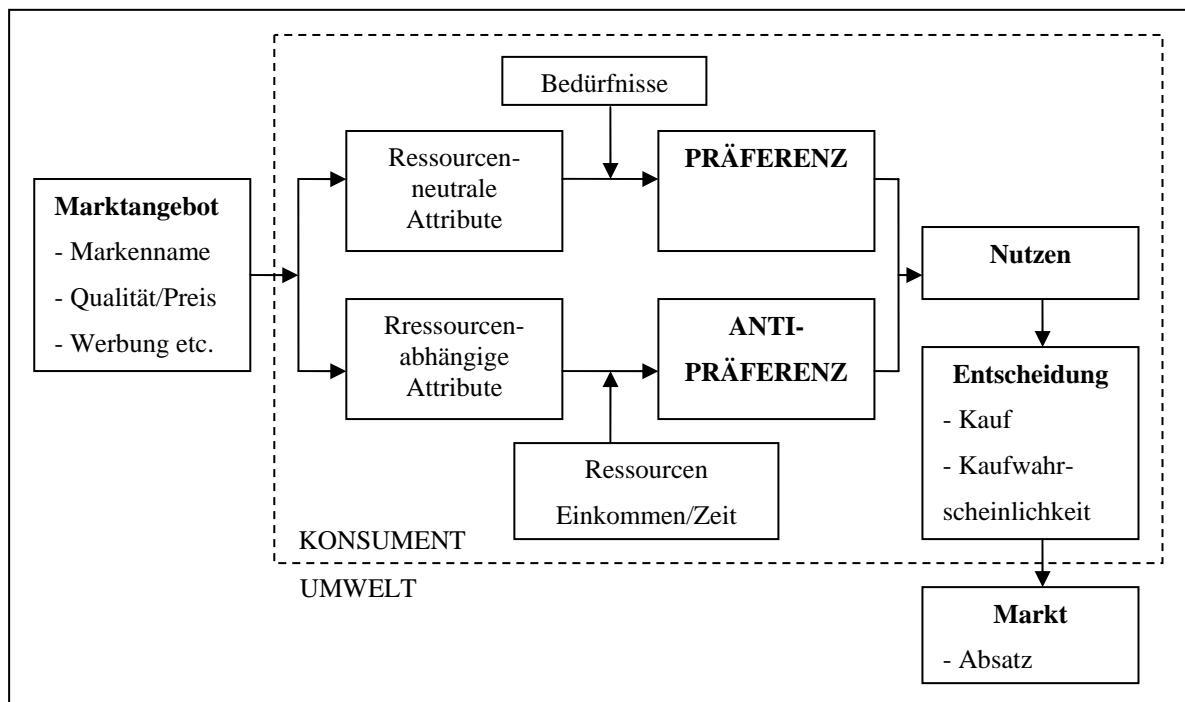 Bedürfnisse
Ressourcen-
neutrale
Attribute
PRÄFERENZ
Marktangebot
- Markenname
- Qualität/Preis
- Werbung etc.
Nutzen
Rressourcen-
abhängige
Attribute
ANTI-
PRÄFERENZ
Entscheidung
- Kauf
- Kaufwahr-
scheinlichkeit
Ressourcen
Einkommen/Zeit
KONSUMENT
UMWELT
Markt
- Absatz